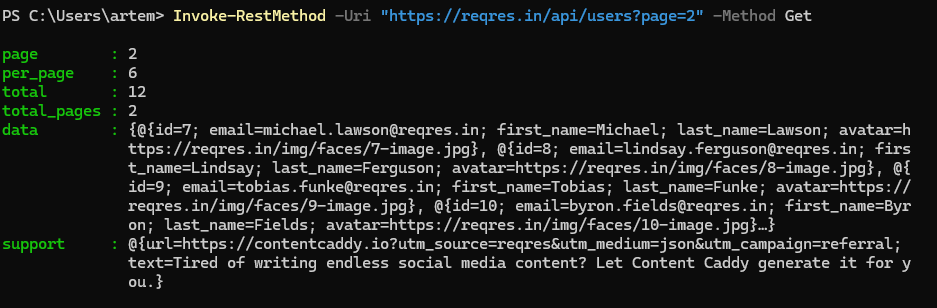 PS C:\Users\artem> Invoke-RestMethod -Uri "https://reqres.in/api/users?page=2" -Method Get
page        : 2
per_page    : 6
total       : 12
total_pages : 2
data        : {@{id=7; email=michael.lawson@reqres.in; first_name=Michael; last_name=Lawson; avatar=h
ttps://reqres.in/img/faces/7-image.jpg}, @{id=8; email=lindsay.ferguson@reqres.in; firs
t_name=Lindsay; last_name=Ferguson; avatar=https://reqres.in/img/faces/8-image.jpg}, @{
id=9; email=tobias.funke@reqres.in; first_name=Tobias; last_name=Funke; avatar=https://
reqres.in/img/faces/9-image.jpg}, @{id=10; email=byron.fields@reqres.in; first_name=Byr
on; last_name=Fields; avatar=https://reqres.in/img/faces/10-image.jpg}…}
support     : @{url=https://contentcaddy.io?utm_source=reqres&utm_medium=json&utm_campaign=referral;
text=Tired of writing endless social media content? Let Content Caddy generate it for y
ou.}